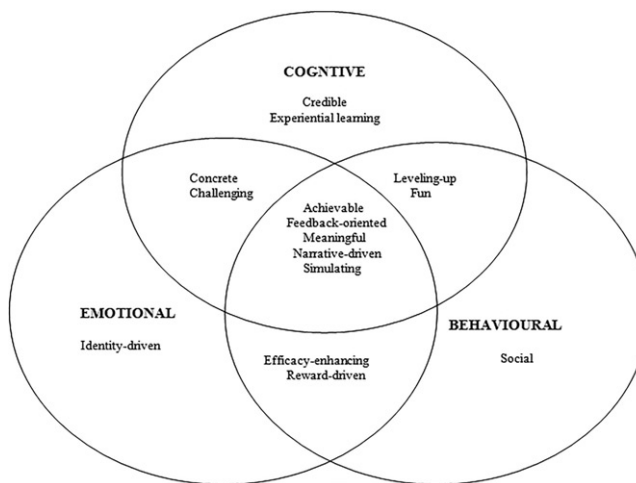 COGNTIVE
Credible
Experiential learning
Concrete
Challenging
Leveling-up
Fun
Achievable
Feedback-oriented
Meaningful
Narrative-driven
Simulating
EMOTIONAL
Identity-driven
BEHAVIOURAL
Social
Efficacy-enhancing
Reward-driven